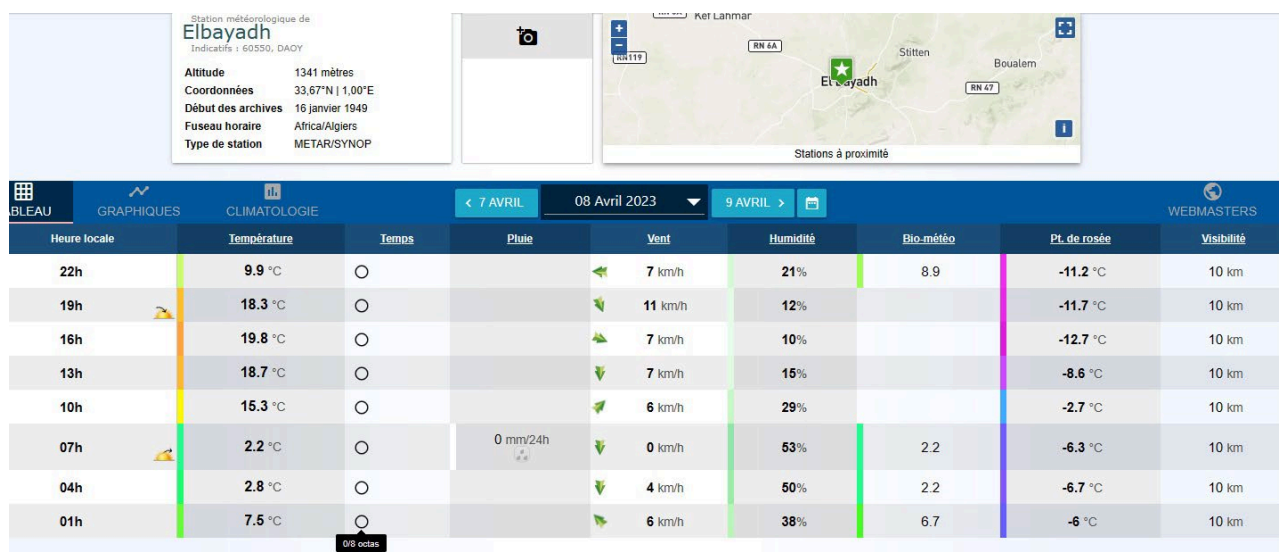 Station météorologique de
Elbayadh
Indicatifs : 60550, DAOY
Altitude 1341 mètres
Coordonnées 33,67°N | 1,00°E
Début des archives 16 janvier 1949
Fuseau horaire Africa/Algiers
Type de station METAR/SYNOP
+
−
Kef Lahmar
RN 6A
RN119
Stitten
Boualem
RN 47
i
Stations à proximité
GRAPHIQUES
CLIMATOLOGIE
< 7 AVRIL
08 Avril 2023
9 AVRIL >
WEBMASTERS
Heure locale Température Temps Pluie Vent Humidité Bio-météo Pt. de rosée Visibilité
22h 9.9 °C 7 km/h 21% 8.9 -11.2 °C 10 km
19h 18.3 °C 11 km/h 12% -11.7 °C 10 km
16h 19.8 °C 7 km/h 10% -12.7 °C 10 km
13h 18.7 °C 7 km/h 15% -8.6 °C 10 km
10h 15.3 °C 6 km/h 29% -2.7 °C 10 km
07h 2.2 °C 0 mm/24h 0 km/h 53% 2.2 -6.3 °C 10 km
04h 2.8 °C 4 km/h 50% 2.2 -6.7 °C 10 km
01h 7.5 °C 6 km/h 38% 6.7 -6 °C 10 km
0/8 octas